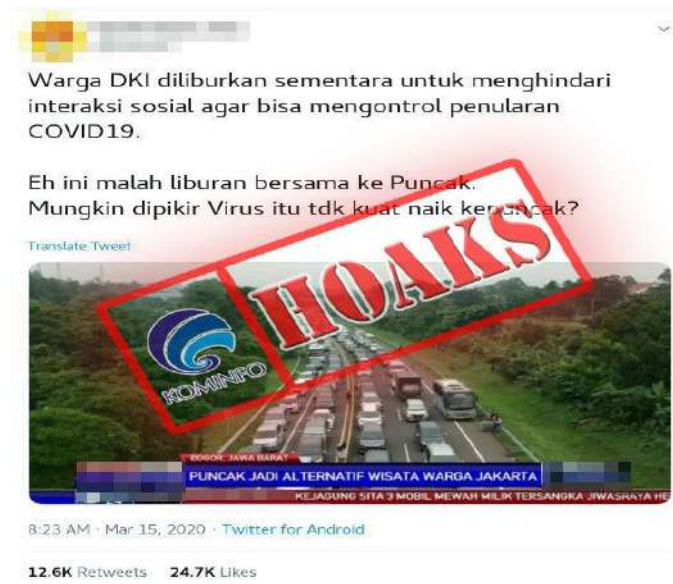 Warga DKI diliburkan sementara untuk menghindari
interaksi sosial agar bisa mengontrol penularan
COVID19.
Eh ini malah liburan bersama ke Puncak.
Mungkin dipikir Virus itu tdk kuat naik kepuncak?
Translate Tweet
HOAKS
KOMINFO
BOGOR, JAWA BARAT
PUNCAK JADI ALTERNATIF WISATA WARGA JAKARTA
KEJAGUNG SITA 3 MOBIL MEWAH MILIK TERSANGKA JIWASRAYA HE
8:23 AM · Mar 15, 2020 · Twitter for Android
12.6K Retweets 24.7K Likes